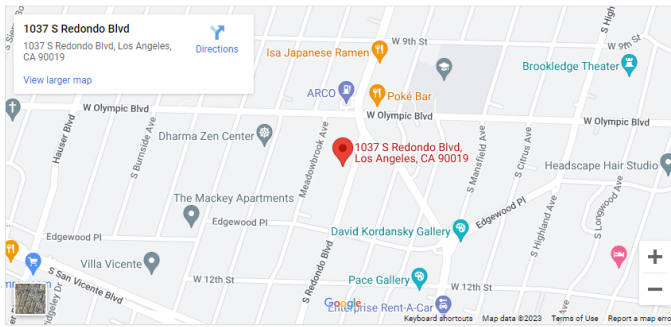 1037 S Redondo Blvd
1037 S Redondo Blvd, Los Angeles,
CA 90019
Directions
View larger map
W 9th St
W 9th St
S High
Isa Japanese Ramen
Brookledge Theater
ARCO
Poké Bar
W Olympic Blvd
W Olympic Blvd
W Olympic Blvd
Hauser Blvd
S Burnside Ave
Dharma Zen Center
Meadowbrook Ave
1037 S Redondo Blvd,
Los Angeles, CA 90019
S Mansfield Ave
S Citrus Ave
Headscape Hair Studio
The Mackey Apartments
Edgewood Pl
S Longwood Ave
S Highland Ave
Edgewood Pl
Edgewood Pl
David Kordansky Gallery
Villa Vicente
S Redondo Blvd
S San Vicente Blvd
W 12th St
W 12th St
Pace Gallery
Google
Enterprise Rent-A-Car
Keyboard shortcuts
Map data ©2023
Terms of Use
Report a map erro